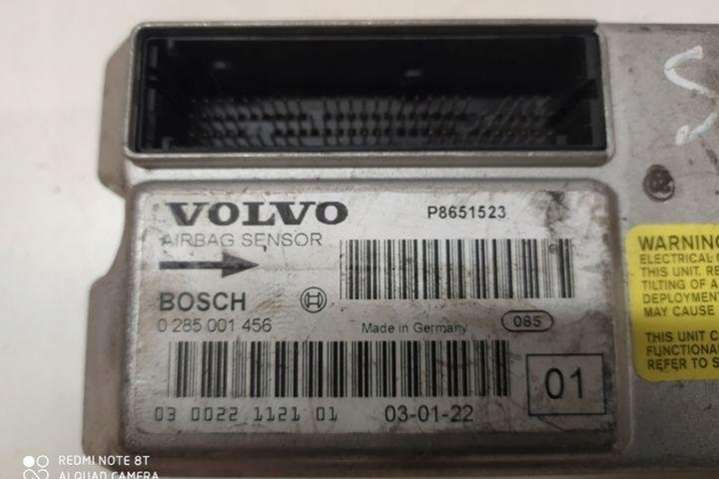 VOLVO P8651523
AIRBAG SENSOR
BOSCH
0 285 001 456
Made in Germany 085
03 0022 1121 01 03-01-22 01
S
WARNING
ELECTRICAL
THIS UNIT. RE
TILTING OF A
DEPLOYMEN
MAY CAUSE
THIS UNIT C
FUNCTIONA
REFER TO S
REDMI NOTE 8T
AI QUAD CAMERA